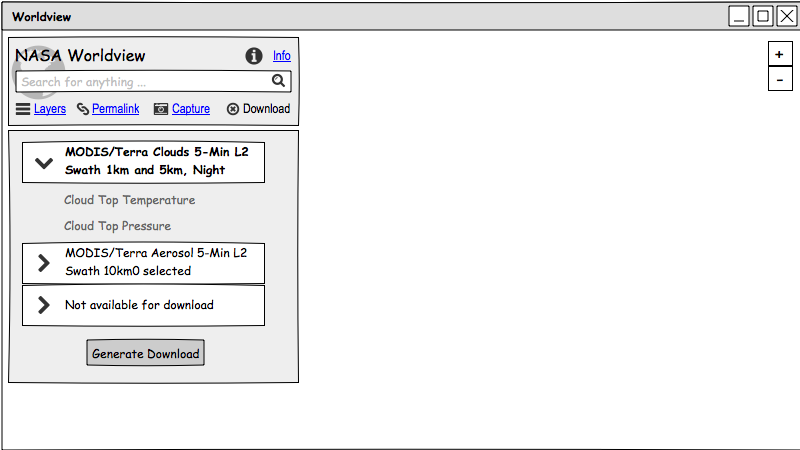 Worldview
NASA Worldview
Info
Search for anything ...
Layers Permalink Capture Download
MODIS/Terra Clouds 5-Min L2
Swath 1km and 5km, Night
Cloud Top Temperature
Cloud Top Pressure
MODIS/Terra Aerosol 5-Min L2
Swath 10km0 selected
Not available for download
Generate Download
+
-